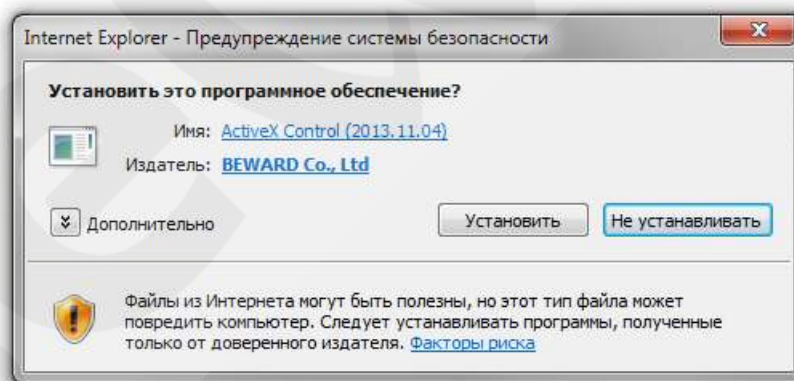 Internet Explorer - Предупреждение системы безопасности
Установить это программное обеспечение?
Имя: ActiveX Control (2013.11.04)
Издатель: BEWARD Co., Ltd
Дополнительно
Установить
Не устанавливать
Файлы из Интернета могут быть полезны, но этот тип файла может
повредить компьютер. Следует устанавливать программы, полученные
только от доверенного издателя. Факторы риска